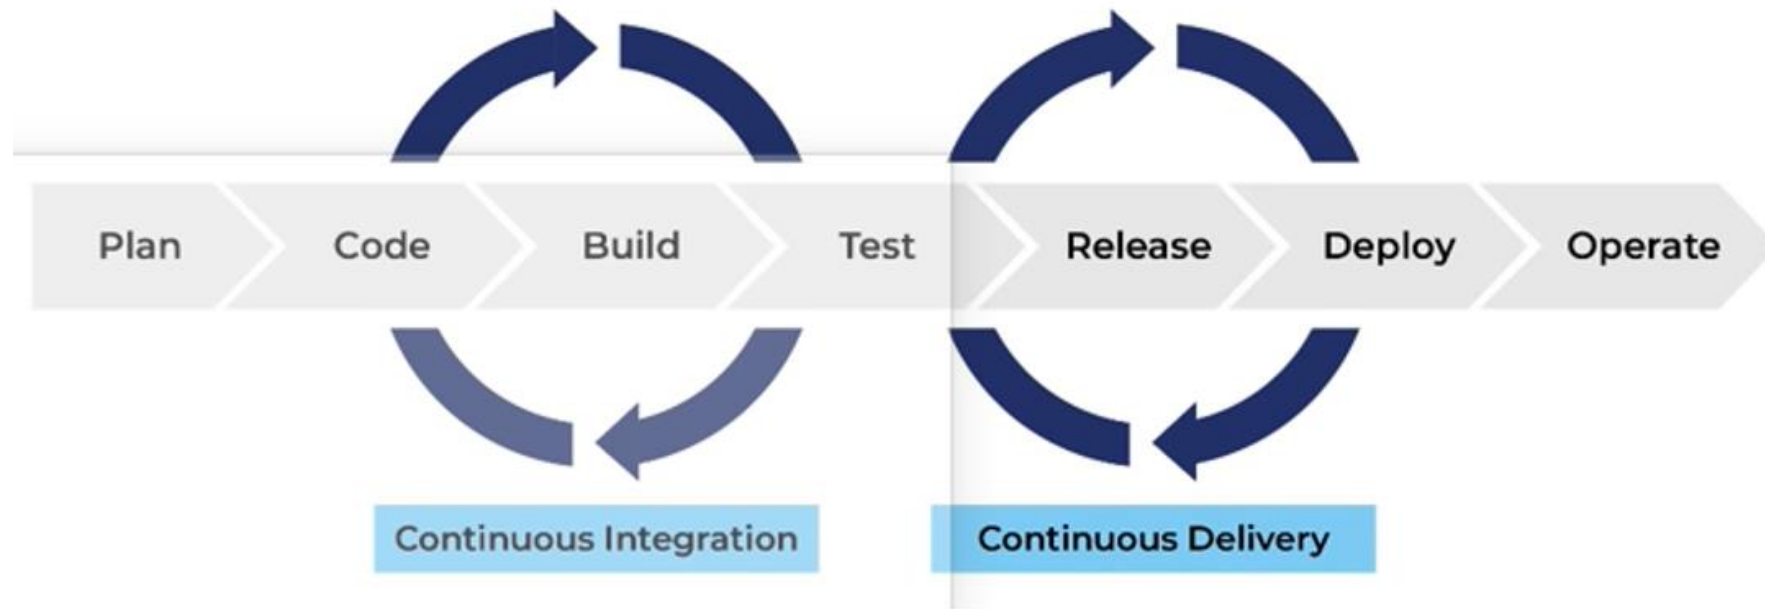 Plan Code Build Test Release Deploy Operate
Continuous Integration Continuous Delivery